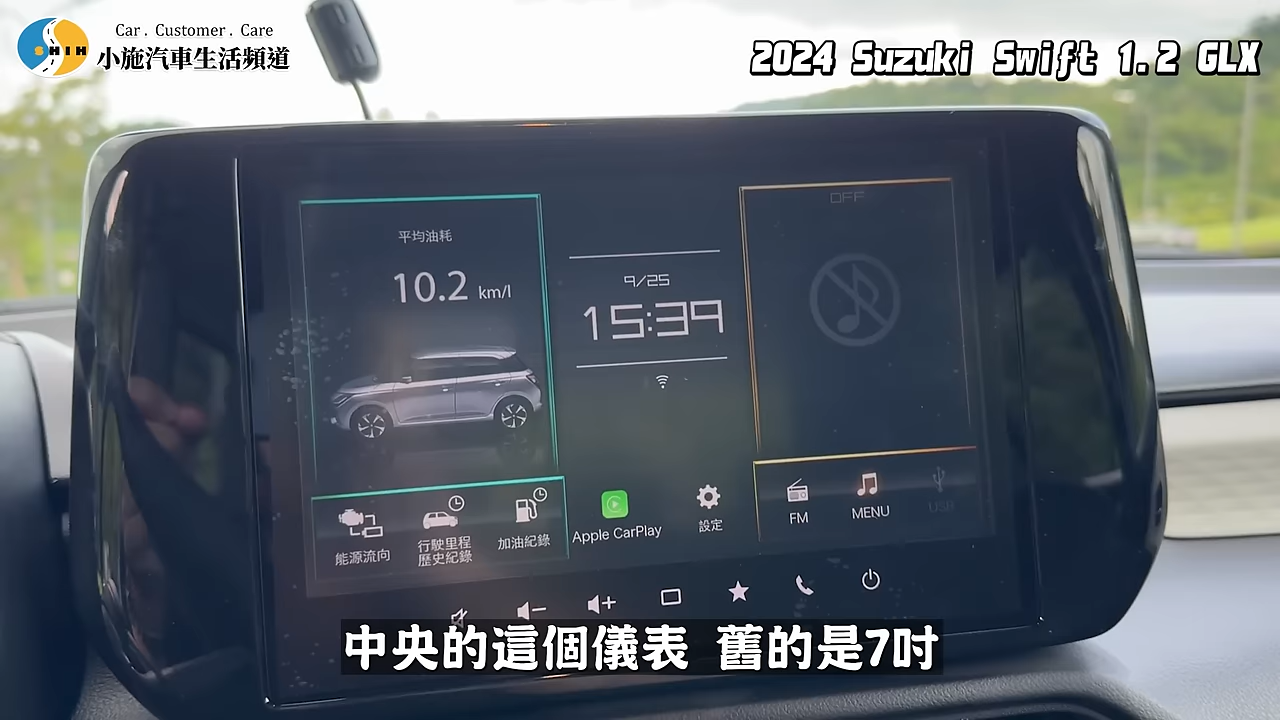 Car . Customer . Care
SHIH
小施汽車生活頻道
2024 Suzuki Swift 1.2 GLX
平均油耗
10.2 km/l
9/25
15:39
OFF
能源流向
行駛里程
歷史紀錄
加油紀錄
Apple CarPlay
設定
FM
MENU
USB
中央的這個儀表 舊的是7吋